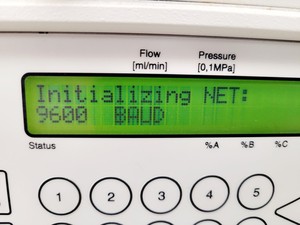 Flow Pressure
[ml/min] [0,1MPa]
Initializing NET:
9600 BAUD
Status %A %B %C
1 2 3 4 5